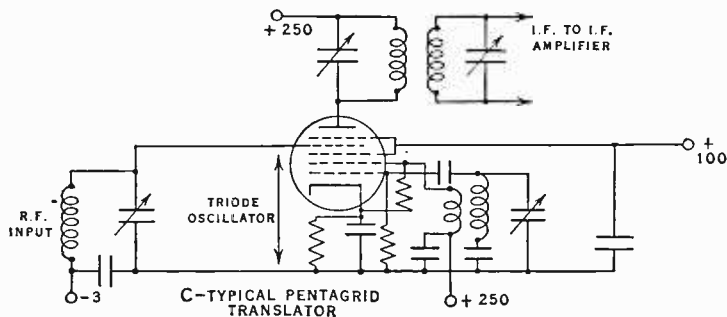 + 250
I.F. TO I.F.
AMPLIFIER
+
100
TRIODE
OSCILLATOR
R.F.
INPUT
-3
+ 250
C-TYPICAL PENTAGRID
TRANSLATOR